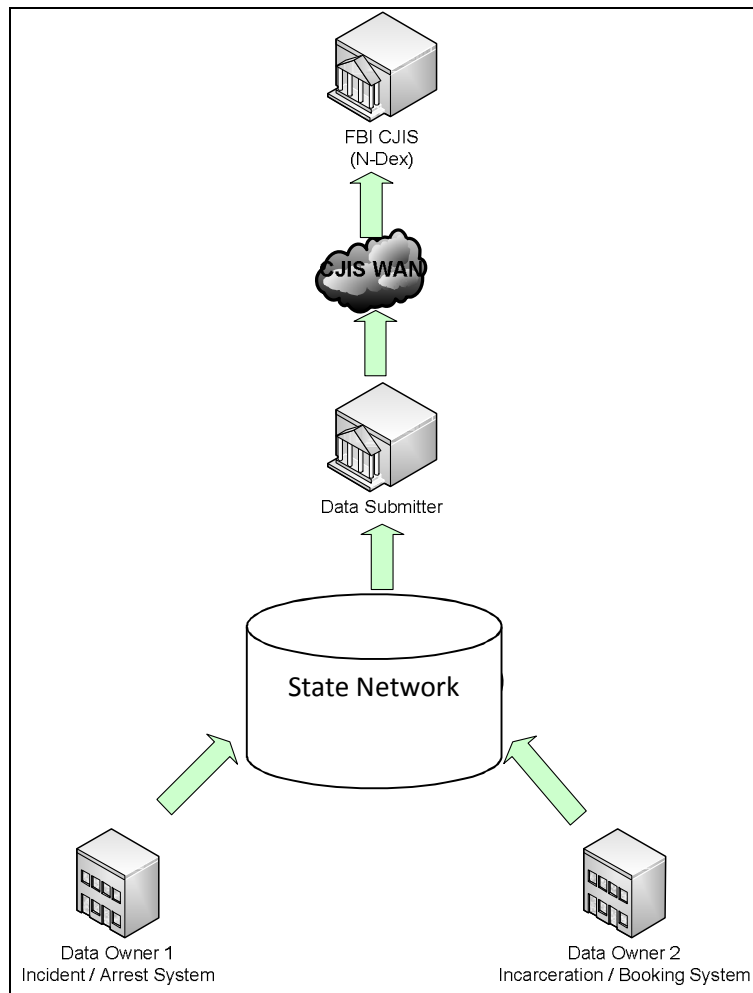 FBI CJIS
(N-Dex)
CJIS WAN
Data Submitter
State Network
Data Owner 1
Incident / Arrest System
Data Owner 2
Incarceration / Booking System